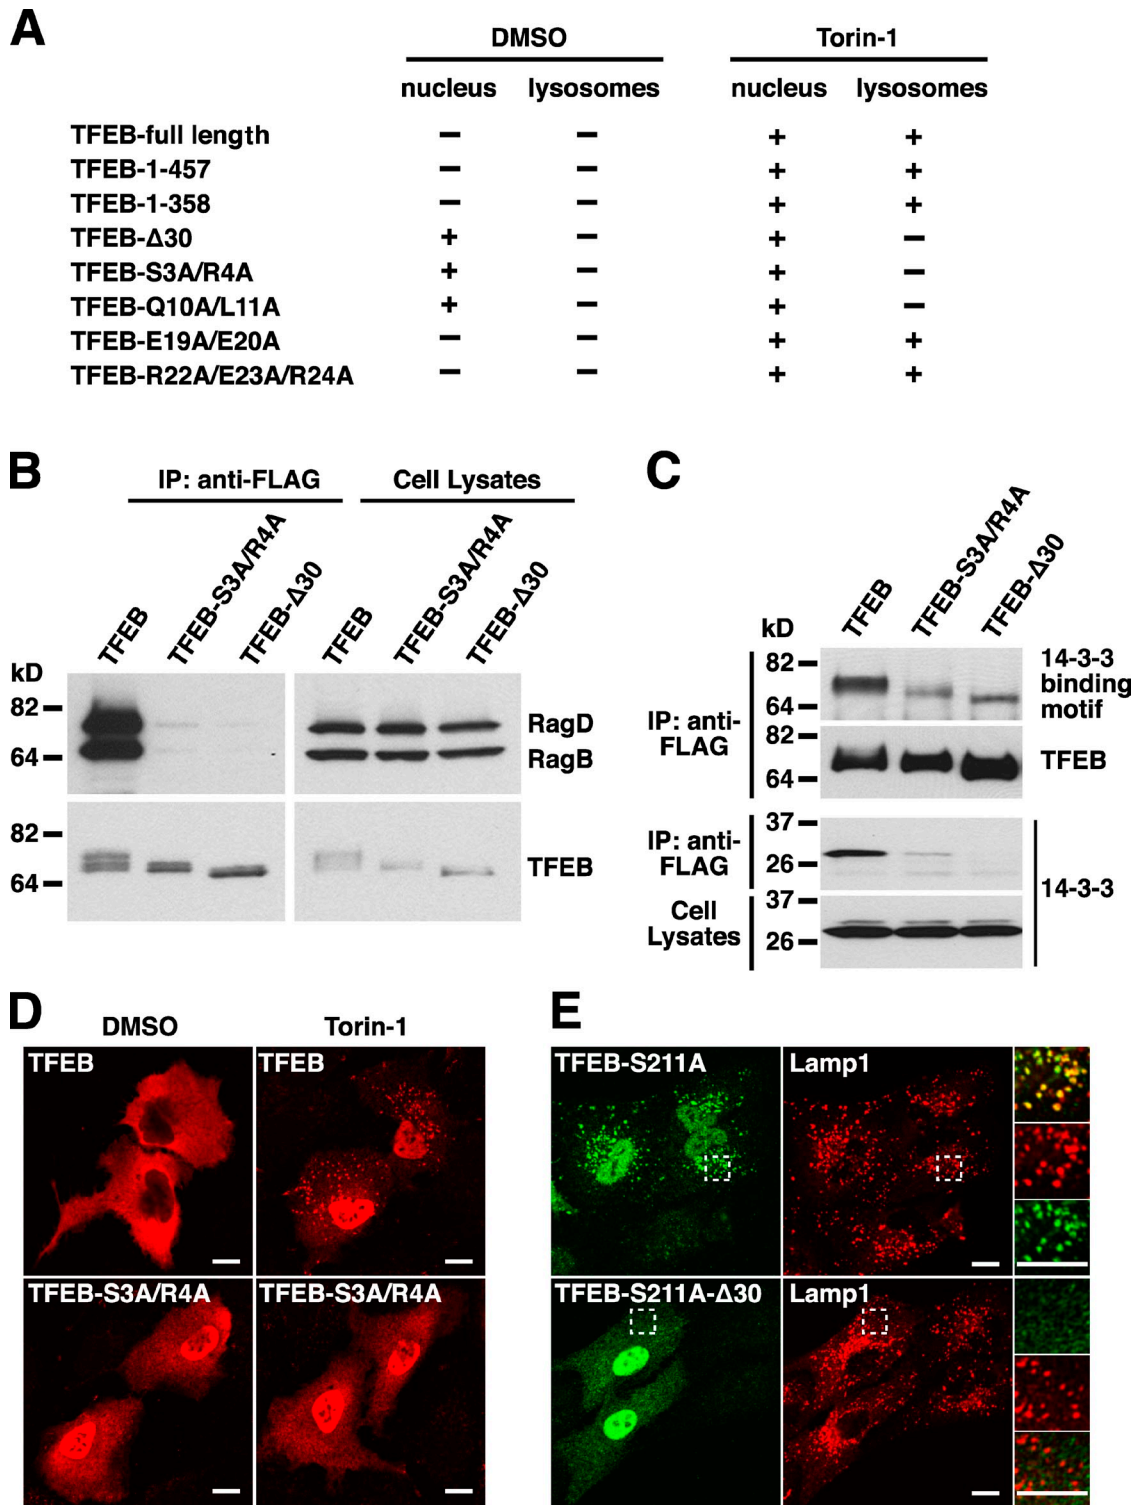 A
DMSO Torin-1
nucleus lysosomes nucleus lysosomes
TFEB-full length − − + +
TFEB-1-457 − − + +
TFEB-1-358 − − + +
TFEB-Δ30 + − + −
TFEB-S3A/R4A + − + −
TFEB-Q10A/L11A + − + −
TFEB-E19A/E20A − − + +
TFEB-R22A/E23A/R24A − − + +
B
IP: anti-FLAG Cell Lysates
TFEB TFEB-S3A/R4A TFEB-Δ30 TFEB TFEB-S3A/R4A TFEB-Δ30
kD
82
64
RagD
RagB
82
64
TFEB
C
TFEB TFEB-S3A/R4A TFEB-Δ30
kD
IP: anti-
FLAG
82
64
14-3-3
binding
motif
82
64
TFEB
IP: anti-
FLAG
37
26
Cell
Lysates
37
26
14-3-3
D
DMSO Torin-1
TFEB TFEB
TFEB-S3A/R4A TFEB-S3A/R4A
E
TFEB-S211A Lamp1
TFEB-S211A-Δ30 Lamp1